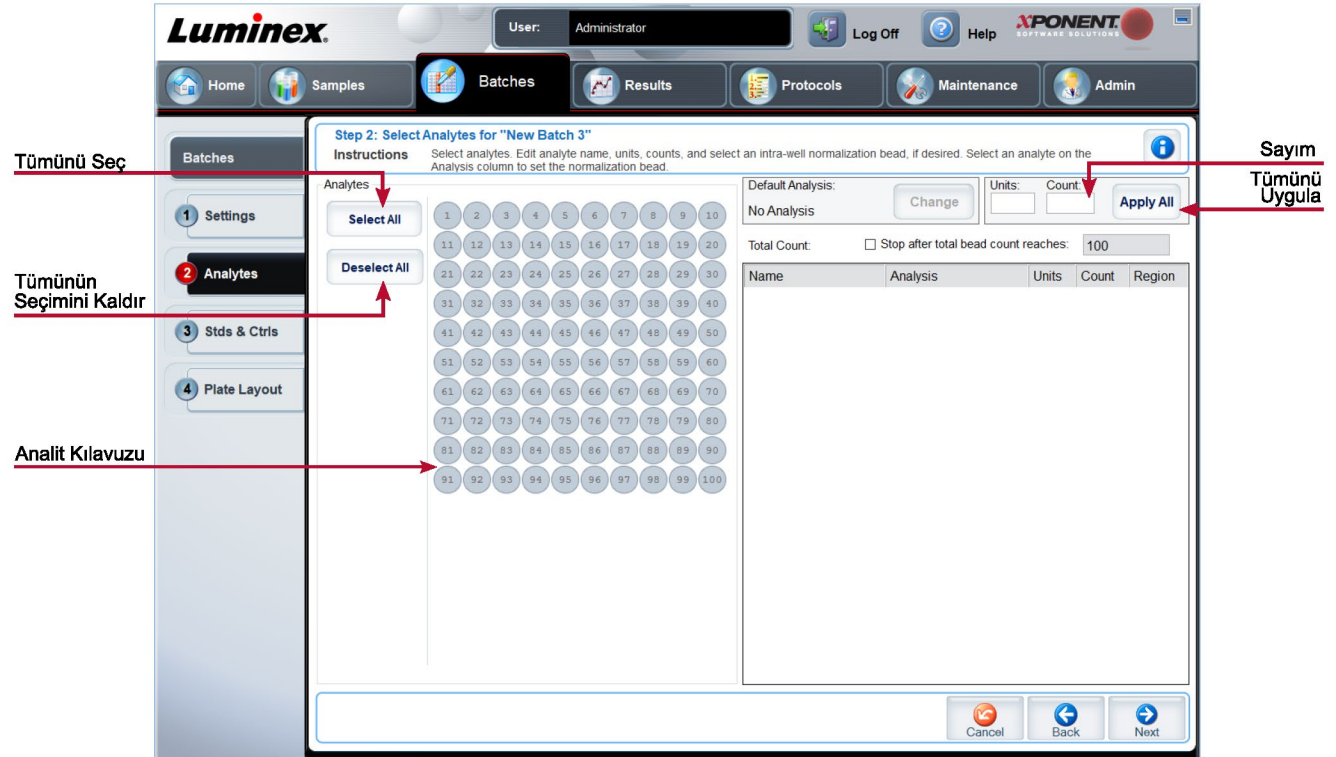 Luminex.
User: Administrator
Log Off
Help
XPONENT.
SOFTWARE SOLUTIONS
Home
Samples
Batches
Results
Protocols
Maintenance
Admin
Tümünü Seç
Tümünün
Seçimini Kaldır
Analit Kılavuzu
Batches
1 Settings
2 Analytes
3 Stds & Ctrls
4 Plate Layout
Step 2: Select Analytes for "New Batch 3"
Instructions
Select analytes. Edit analyte name, units, counts, and select an intra-well normalization bead, if desired. Select an analyte on the
Analysis column to set the normalization bead.
Analytes
Select All
Deselect All
1 2 3 4 5 6 7 8 9 10
11 12 13 14 15 16 17 18 19 20
21 22 23 24 25 26 27 28 29 30
31 32 33 34 35 36 37 38 39 40
41 42 43 44 45 46 47 48 49 50
51 52 53 54 55 56 57 58 59 60
61 62 63 64 65 66 67 68 69 70
71 72 73 74 75 76 77 78 79 80
81 82 83 84 85 86 87 88 89 90
91 92 93 94 95 96 97 98 99 100
Default Analysis:
No Analysis
Change
Units:
Count:
Apply All
Total Count:
Stop after total bead count reaches: 100
Name Analysis Units Count Region
Sayım
Tümünü
Uygula
Cancel
Back
Next